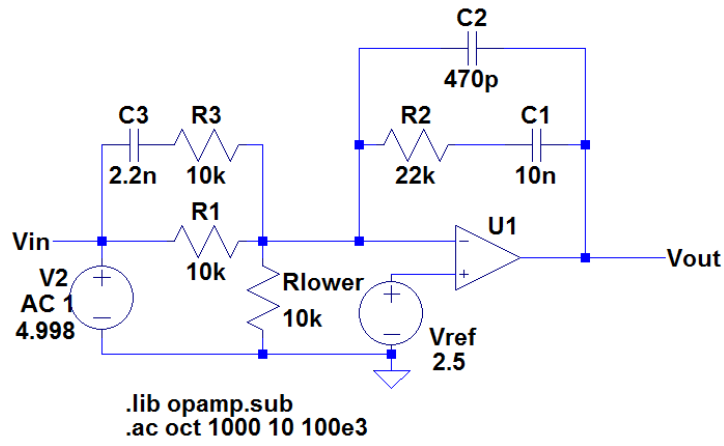 C2
470p
C3
R3
R2
C1
2.2n
10k
22k
10n
R1
U1
Vin
10k
Vout
V2
Rlower
AC 1
10k
4.998
Vref
2.5
.lib opamp.sub
.ac oct 1000 10 100e3